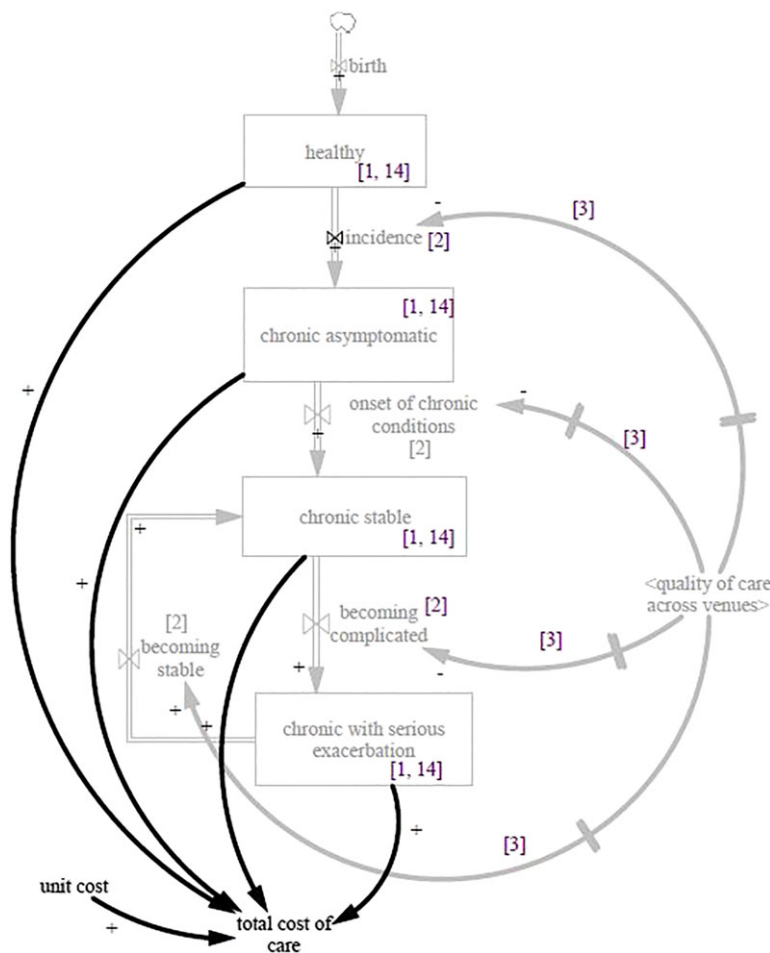 birth
+
healthy
[1, 14]
-
[3]
incidence
[2]
+
[1, 14]
chronic asymptomatic
+
-
onset of chronic
conditions
[2]
[3]
+
chronic stable
[1, 14]
+
+
<quality of care
across venues>
[2]
becoming
complicated
[2]
becoming
stable
[3]
+
-
+
+
chronic with serious
exacerbation
[1, 14]
+
[3]
unit cost
+
total cost of
care